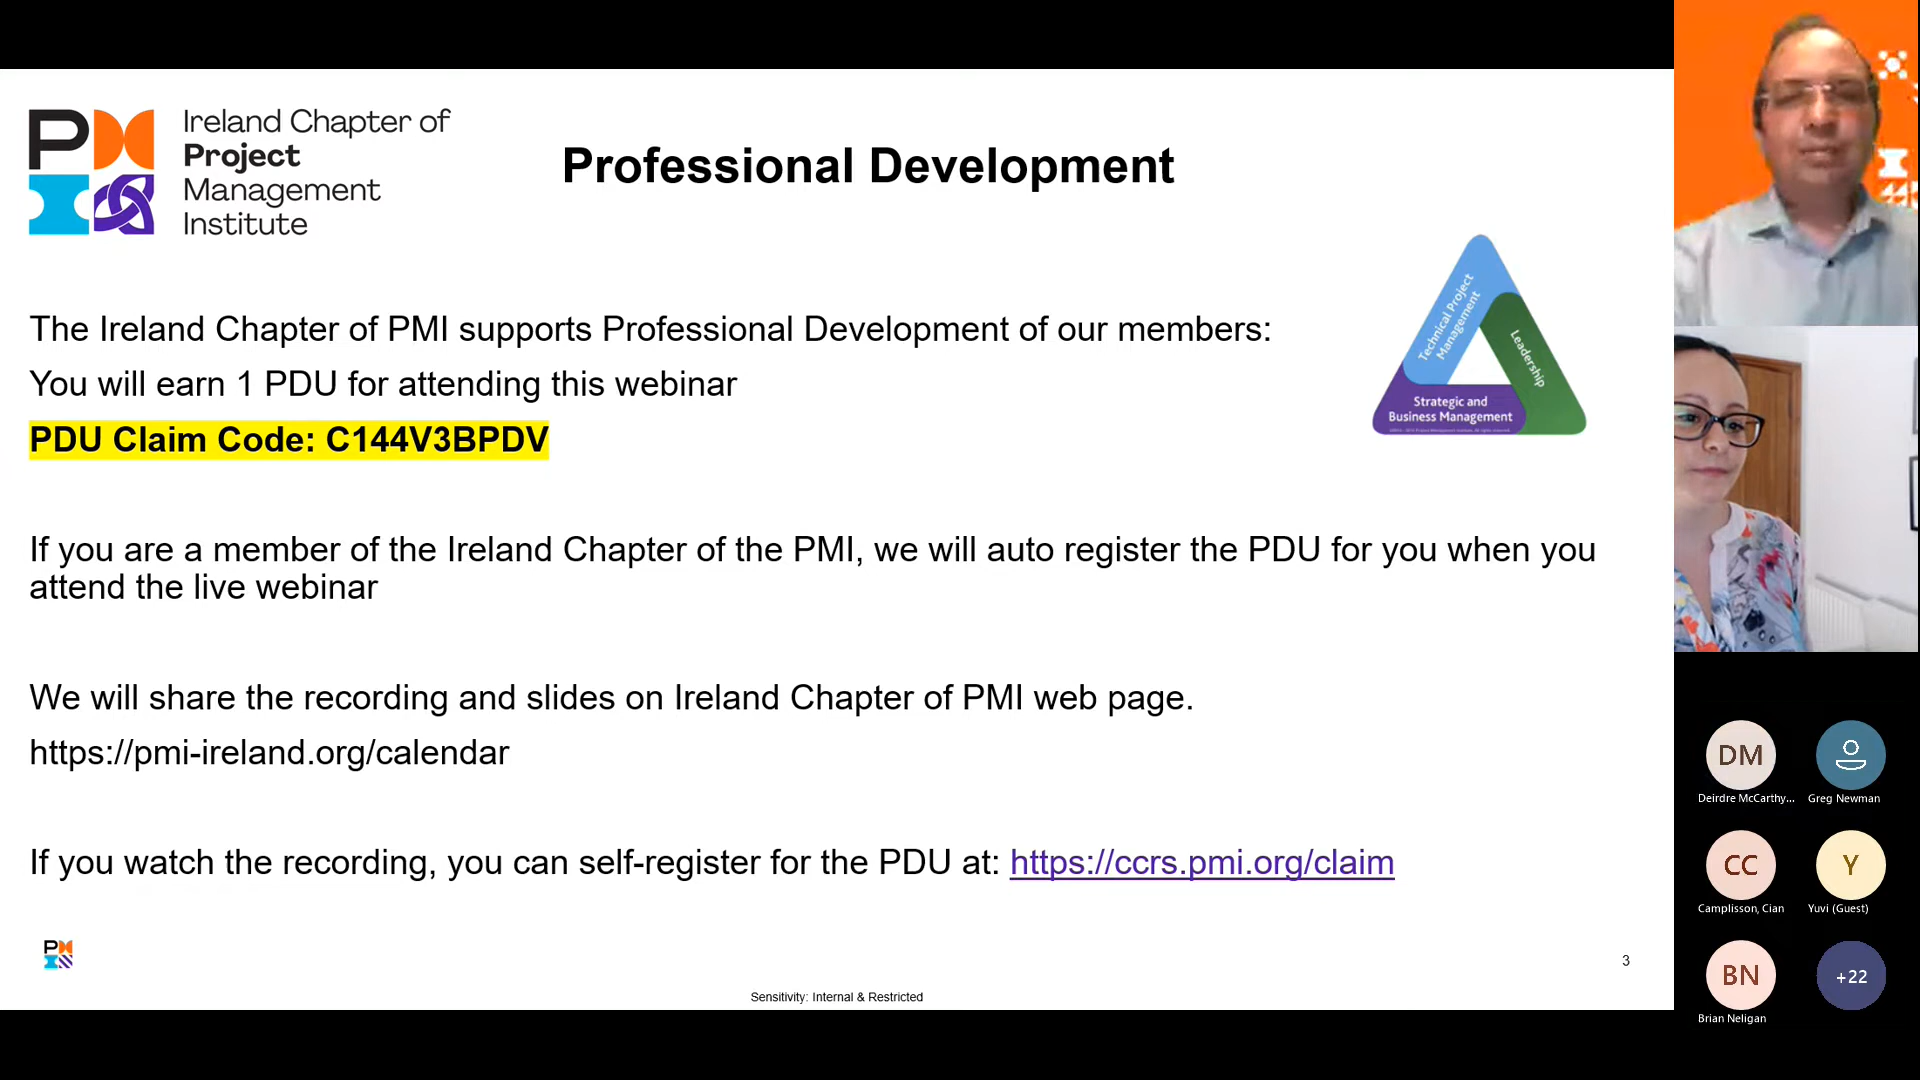 Ireland Chapter of
Project
Management
Institute
Professional Development
Technical Project
Management
Leadership
Strategic and
Business Management
The Ireland Chapter of PMI supports Professional Development of our members:
You will earn 1 PDU for attending this webinar
PDU Claim Code: C144V3BPDV
If you are a member of the Ireland Chapter of the PMI, we will auto register the PDU for you when you
attend the live webinar
We will share the recording and slides on Ireland Chapter of PMI web page.
https://pmi-ireland.org/calendar
If you watch the recording, you can self-register for the PDU at: https://ccrs.pmi.org/claim
3
Sensitivity: Internal & Restricted
DM
Deirdre McCarthy...
Greg Newman
CC
Camplisson, Cian
Y
Yuvi (Guest)
BN
Brian Neligan
+22